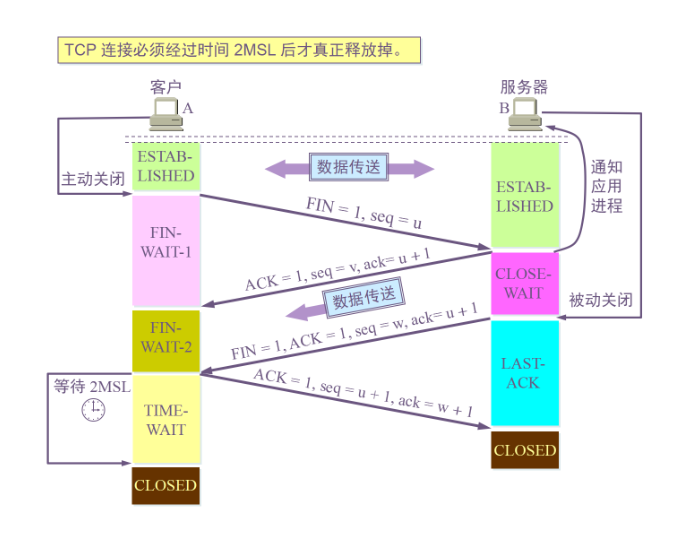 TCP 连接必须经过时间 2MSL 后才真正释放掉。
客户
服务器
A
B
ESTAB-
LISHED
数据传送
通知
应用
进程
主动关闭
ESTAB-
LISHED
FIN = 1, seq = u
FIN-
WAIT-1
ACK = 1, seq = v, ack= u + 1
CLOSE-
WAIT
数据传送
被动关闭
FIN-
WAIT-2
FIN = 1, ACK = 1, seq = w, ack= u + 1
LAST-
ACK
等待 2MSL
ACK = 1, seq = u + 1, ack = w + 1
TIME-
WAIT
CLOSED
CLOSED